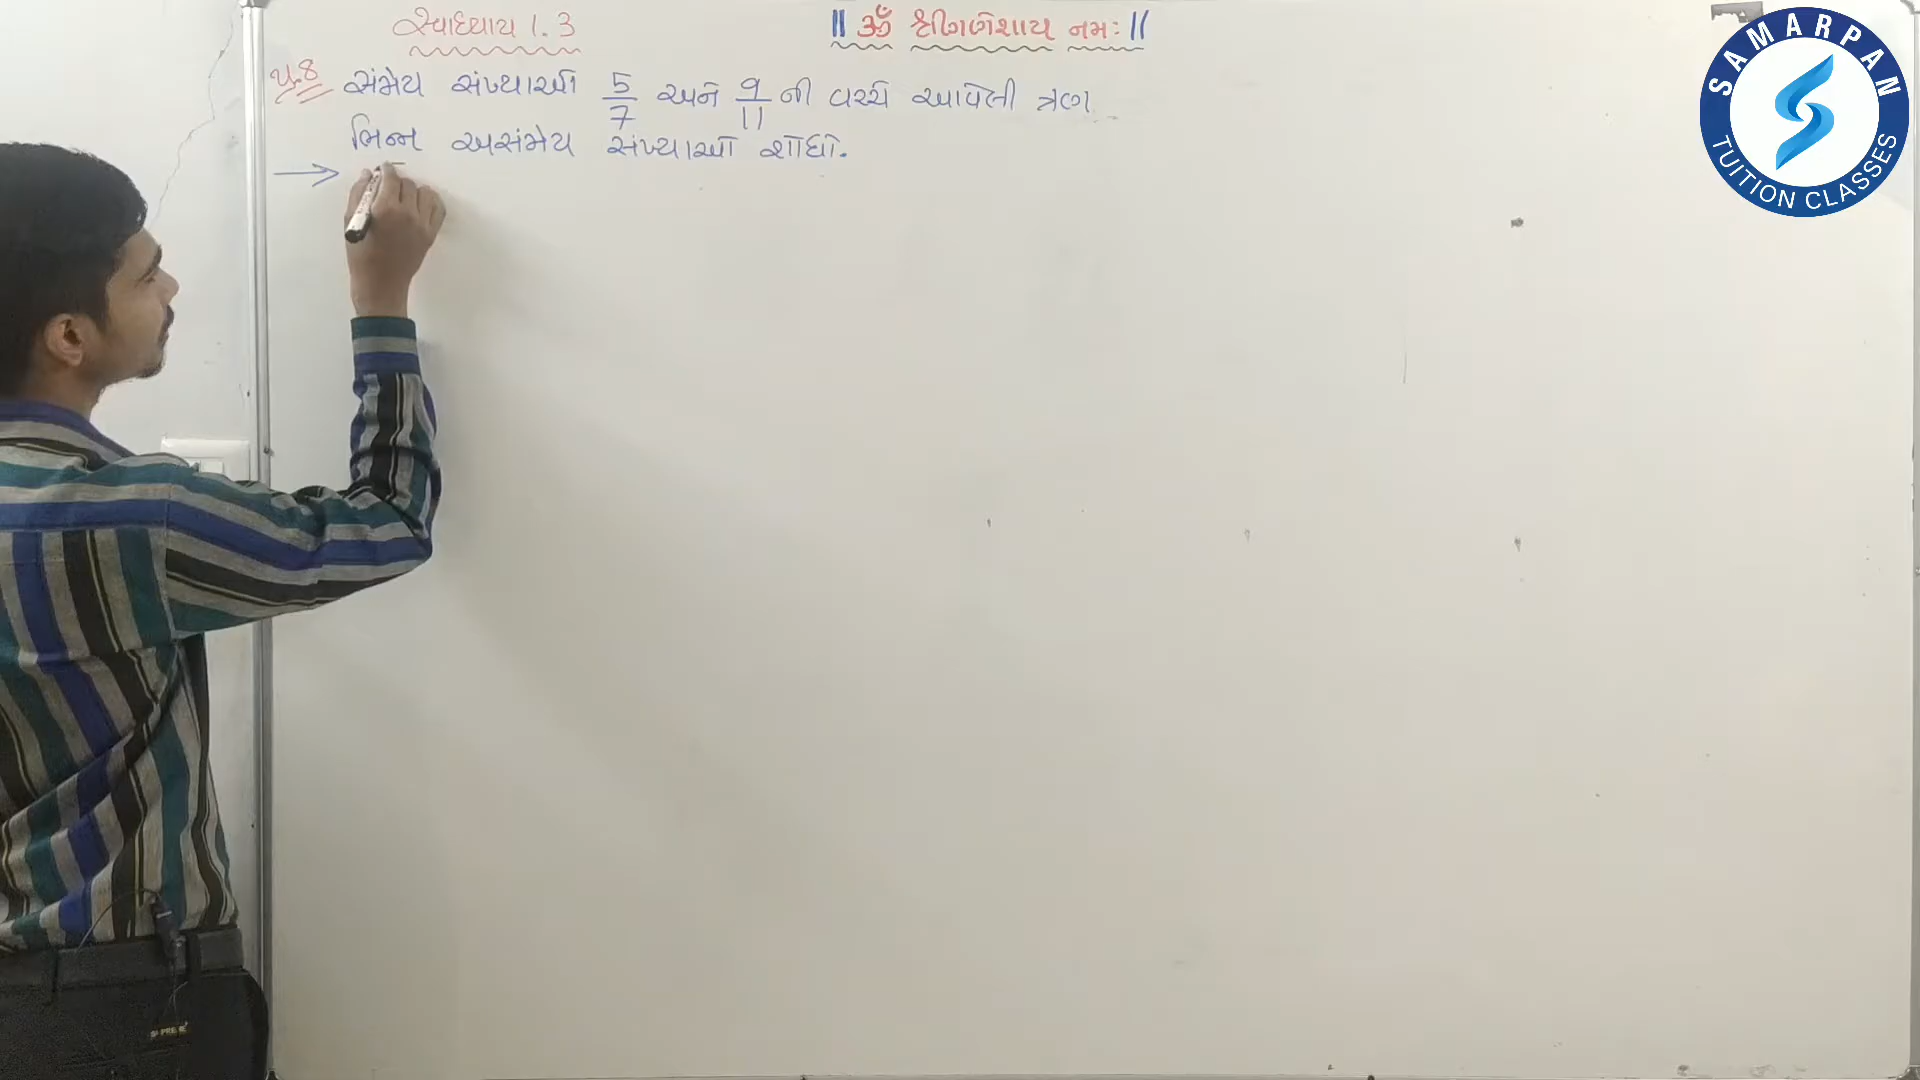 સ્વાધ્યાય 1.3
|| ૐ શ્રી ગણેશાય નમઃ ||
પ્ર.8 સંમેય સંખ્યાઓ 5/7 અને 9/11 ની વચ્ચે આવેલી ત્રણ
ભિન્ન અસંમેય સંખ્યાઓ શોધો.
SAMARPAN
TUITION CLASSES